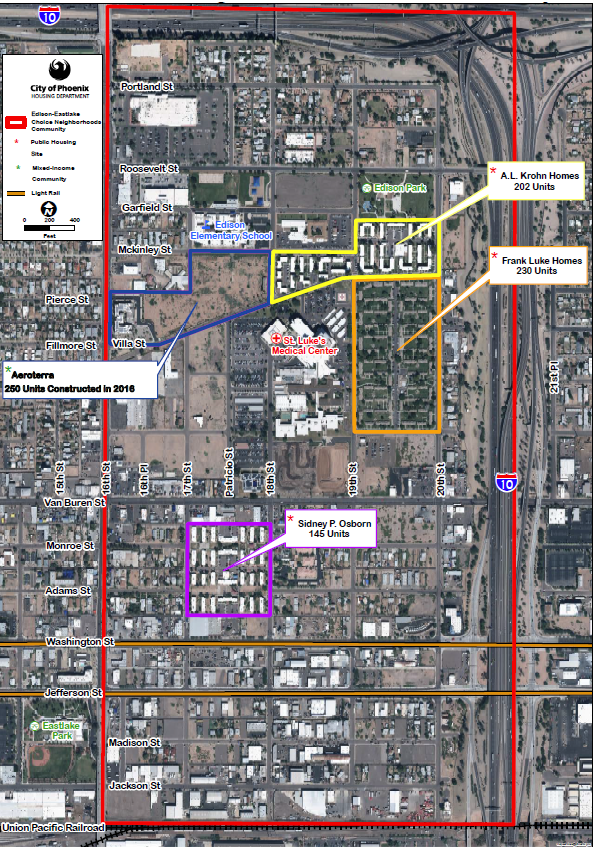 10
City of Phoenix
HOUSING DEPARTMENT
Edison-Eastlake
Choice Neighborhoods
Community
* Public Housing
Site
* Mixed-Income
Community
Light Rail
N
0 200 400
Feet
Portland St
Roosevelt St
Garfield St
Mckinley St
Pierce St
Fillmore St
Villa St
Edison Park
Edison
Elementary School
* A.L. Krohn Homes
202 Units
* Frank Luke Homes
230 Units
St. Luke's
Medical Center
* Aeroterra
250 Units Constructed in 2016
15th St
16th St
16th Pl
17th St
Patricio St
18th St
19th St
20th St
21st Pl
10
Van Buren St
* Sidney P. Osborn
145 Units
Monroe St
Adams St
Washington St
Jefferson St
Eastlake
Park
Madison St
Jackson St
Union Pacific Railroad